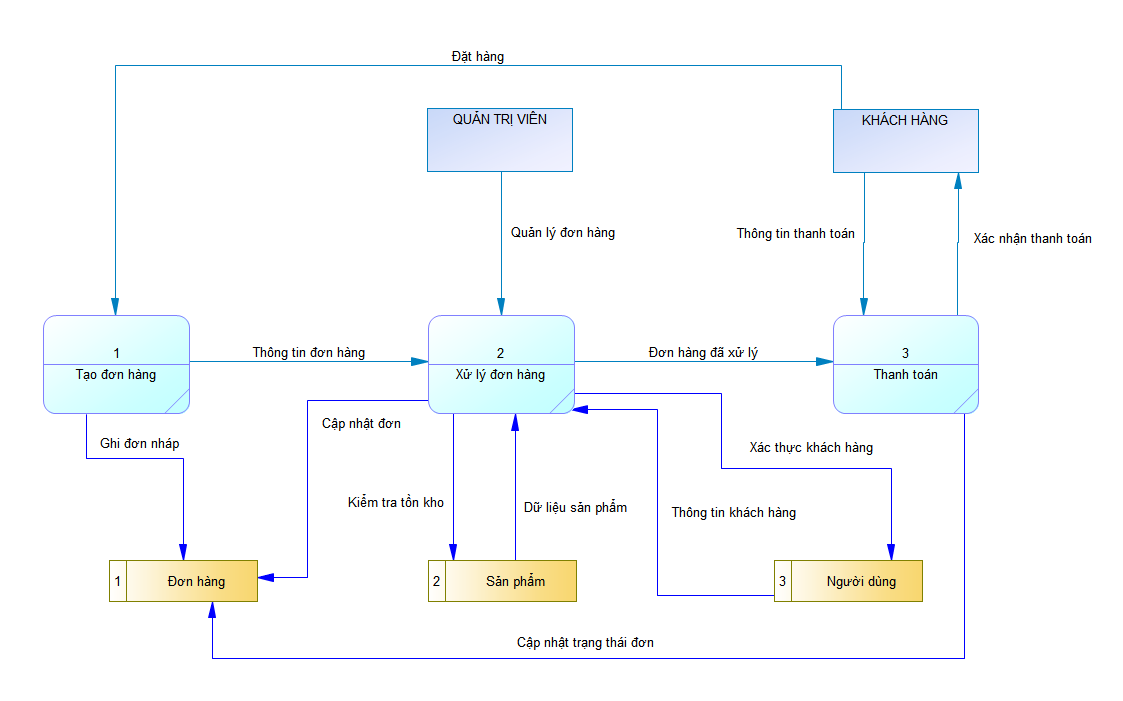 Đặt hàng
QUẢN TRỊ VIÊN
KHÁCH HÀNG
Quản lý đơn hàng
Thông tin thanh toán
Xác nhận thanh toán
1
Tạo đơn hàng
Thông tin đơn hàng
2
Xử lý đơn hàng
Đơn hàng đã xử lý
3
Thanh toán
Ghi đơn nháp
Cập nhật đơn
Xác thực khách hàng
Kiểm tra tồn kho
Dữ liệu sản phẩm
Thông tin khách hàng
1 Đơn hàng
2 Sản phẩm
3 Người dùng
Cập nhật trạng thái đơn